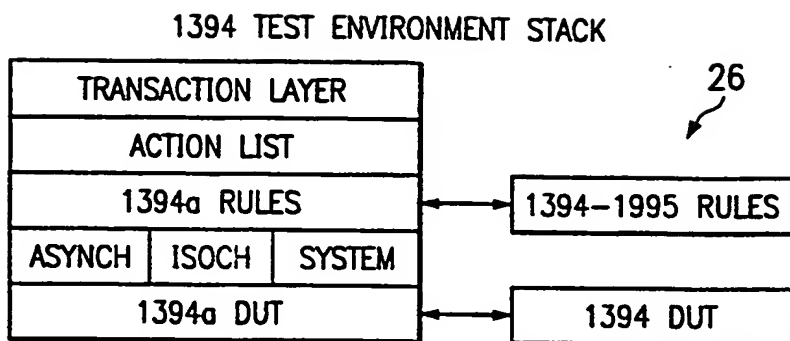 1394 TEST ENVIRONMENT STACK
26
TRANSACTION LAYER
ACTION LIST
1394a RULES
1394-1995 RULES
ASYNCH ISOCH SYSTEM
1394a DUT
1394 DUT